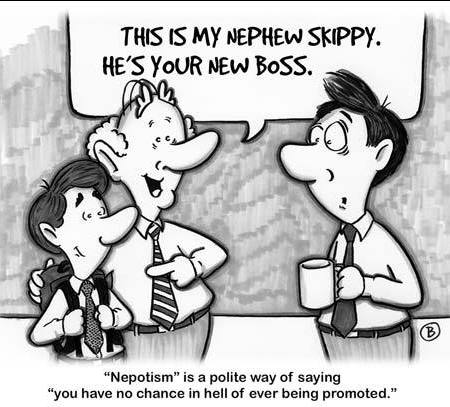 THIS IS MY NEPHEW SKIPPY.
HE'S YOUR NEW BOSS.
B
“Nepotism” is a polite way of saying
“you have no chance in hell of ever being promoted.”